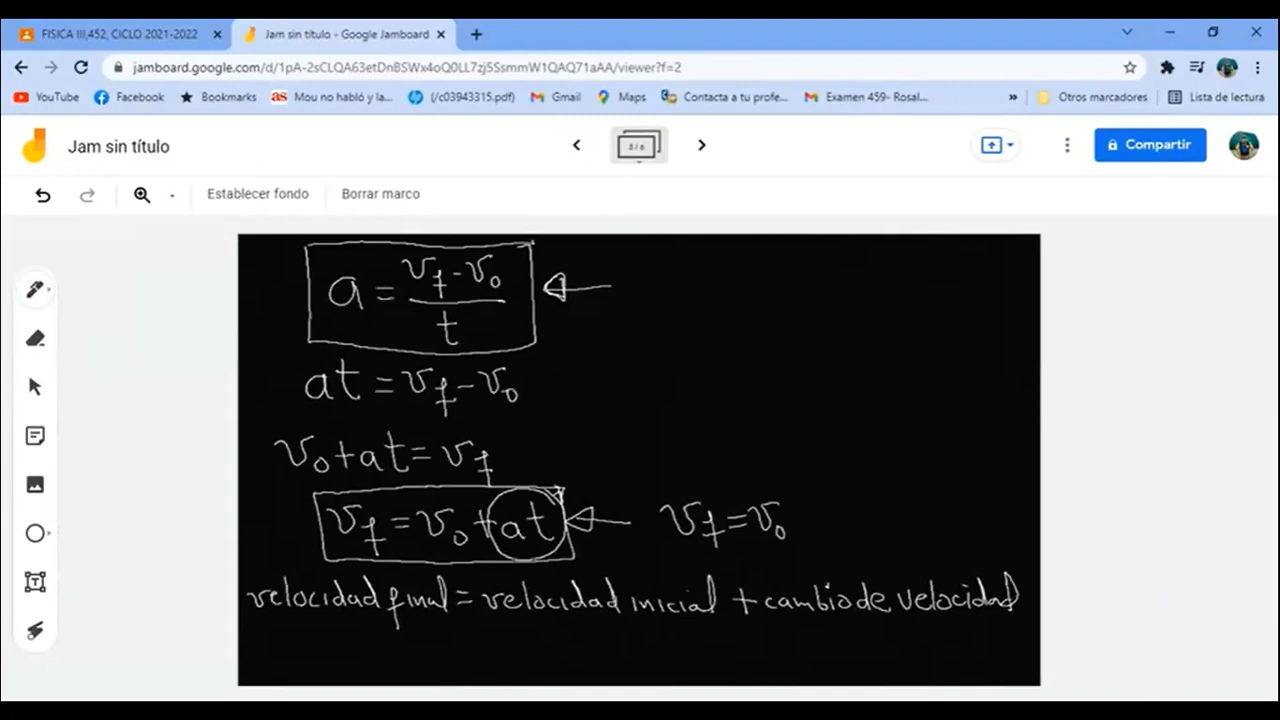 FISICA III,452, CICLO 2021-2022
Jam sin título - Google Jamboard
jamboard.google.com/d/1pA-2sCLQA63etDnBSWx4oQ0LL7zj5SsmmW1QAQ71aAA/viewer?f=2
YouTube Facebook Bookmarks as Mou no habló y la... (/c03943315.pdf) Gmail Maps Contacta a tu profe... Examen 459- Rosal... » Otros marcadores Lista de lectura
Jam sin título
Compartir
Establecer fondo Borrar marco
a = (v_f - v_0) / t
at = v_f - v_0
v_0 + at = v_f
v_f = v_0 + at v_f = v_0
velocidad final = velocidad inicial + cambio de velocidad